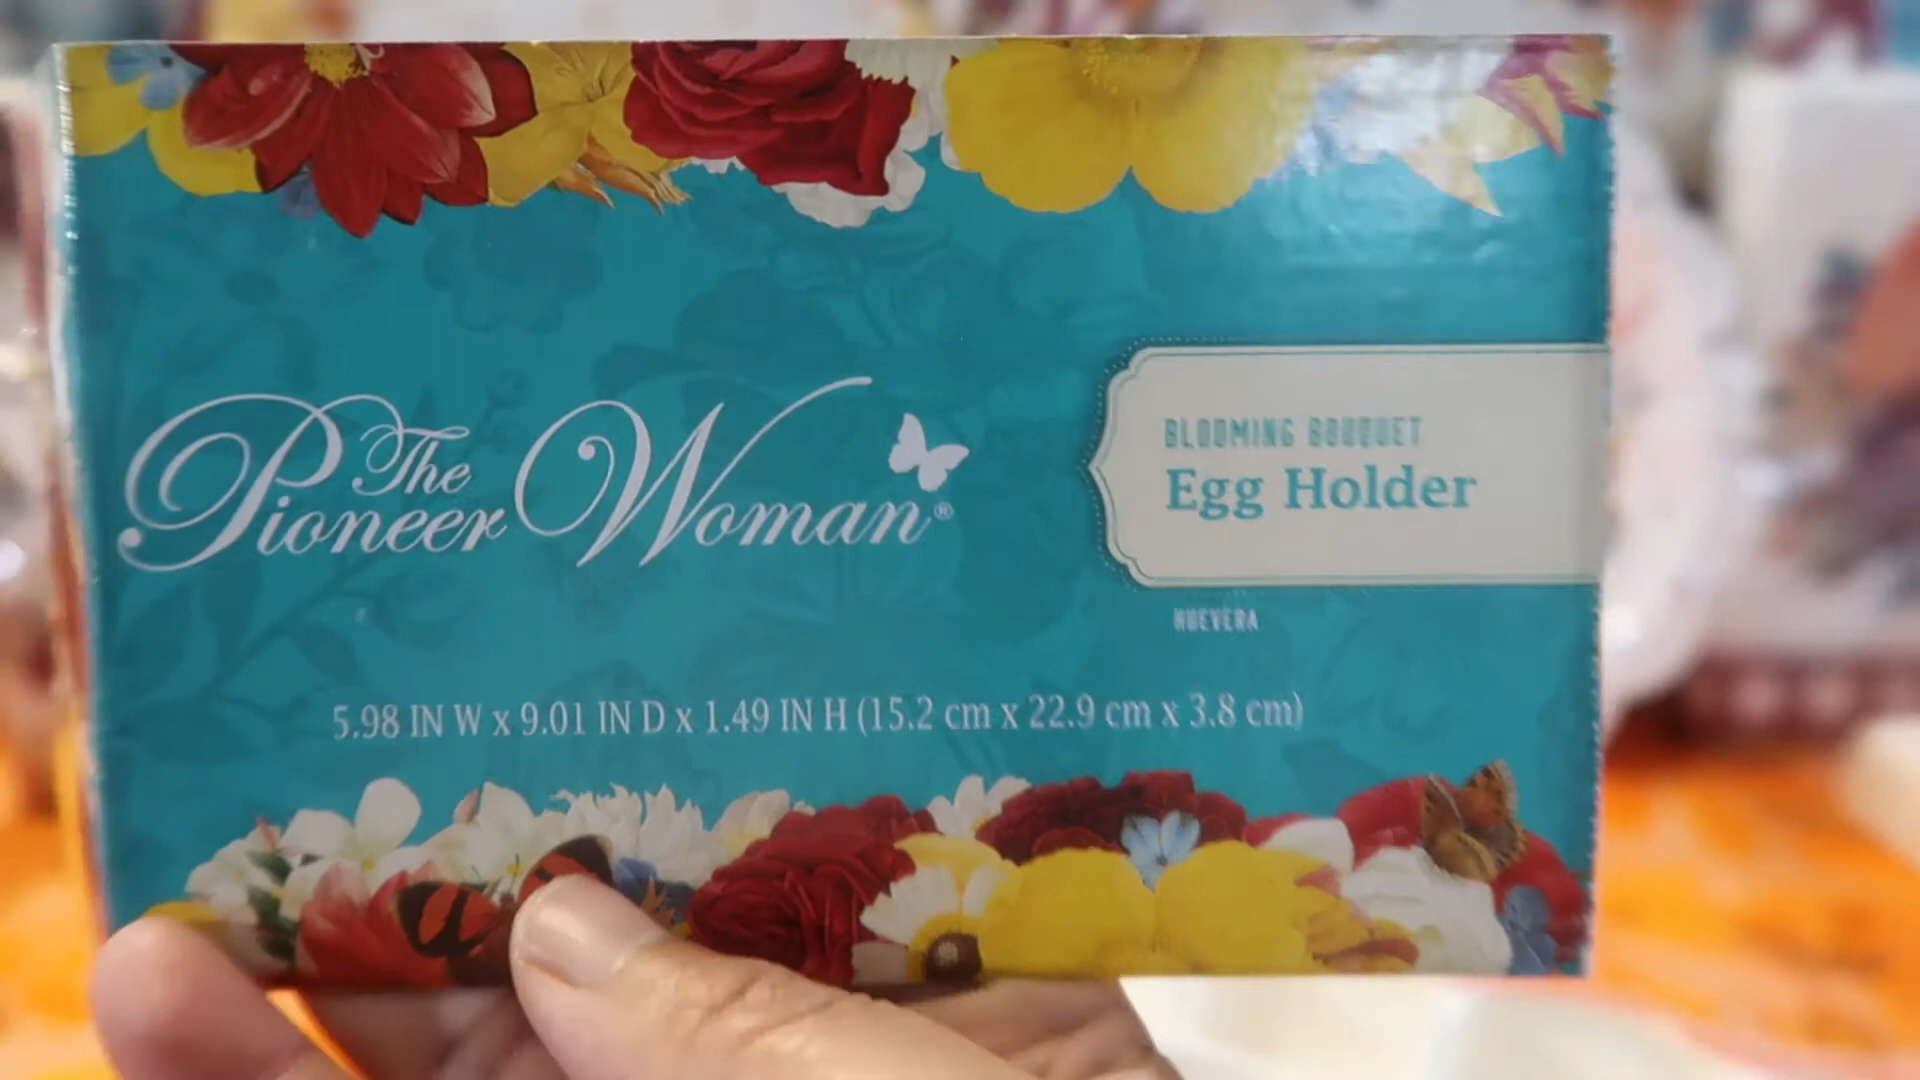 The
Pioneer Woman®
BLOOMING BOUQUET
Egg Holder
HUEVERA
5.98 IN W x 9.01 IN D x 1.49 IN H (15.2 cm x 22.9 cm x 3.8 cm)